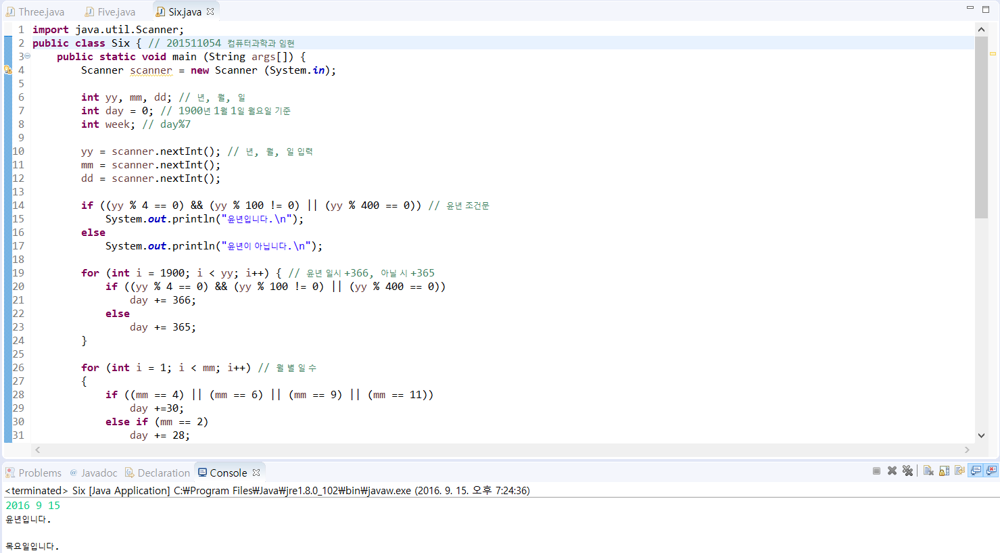 Three.java Five.java Six.java
1 import java.util.Scanner;
2 public class Six { // 201511054 컴퓨터과학과 임현
3 public static void main (String args[]) {
4 Scanner scanner = new Scanner (System.in);
5
6 int yy, mm, dd; // 년, 월, 일
7 int day = 0; // 1900년 1월 1일 월요일 기준
8 int week; // day%7
9
10 yy = scanner.nextInt(); // 년, 월, 일 입력
11 mm = scanner.nextInt();
12 dd = scanner.nextInt();
13
14 if ((yy % 4 == 0) && (yy % 100 != 0) || (yy % 400 == 0)) // 윤년 조건문
15 System.out.println("윤년입니다.\n");
16 else
17 System.out.println("윤년이 아닙니다.\n");
18
19 for (int i = 1900; i < yy; i++) { // 윤년 일시 +366, 아닐 시 +365
20 if ((yy % 4 == 0) && (yy % 100 != 0) || (yy % 400 == 0))
21 day += 366;
22 else
23 day += 365;
24 }
25
26 for (int i = 1; i < mm; i++) // 월 별 일 수
27 {
28 if ((mm == 4) || (mm == 6) || (mm == 9) || (mm == 11))
29 day +=30;
30 else if (mm == 2)
31 day += 28;
Problems @ Javadoc Declaration Console
<terminated> Six [Java Application] C:₩Program Files₩Java₩jre1.8.0_102₩bin₩javaw.exe (2016. 9. 15. 오후 7:24:36)
2016 9 15
윤년입니다.
목요일입니다.